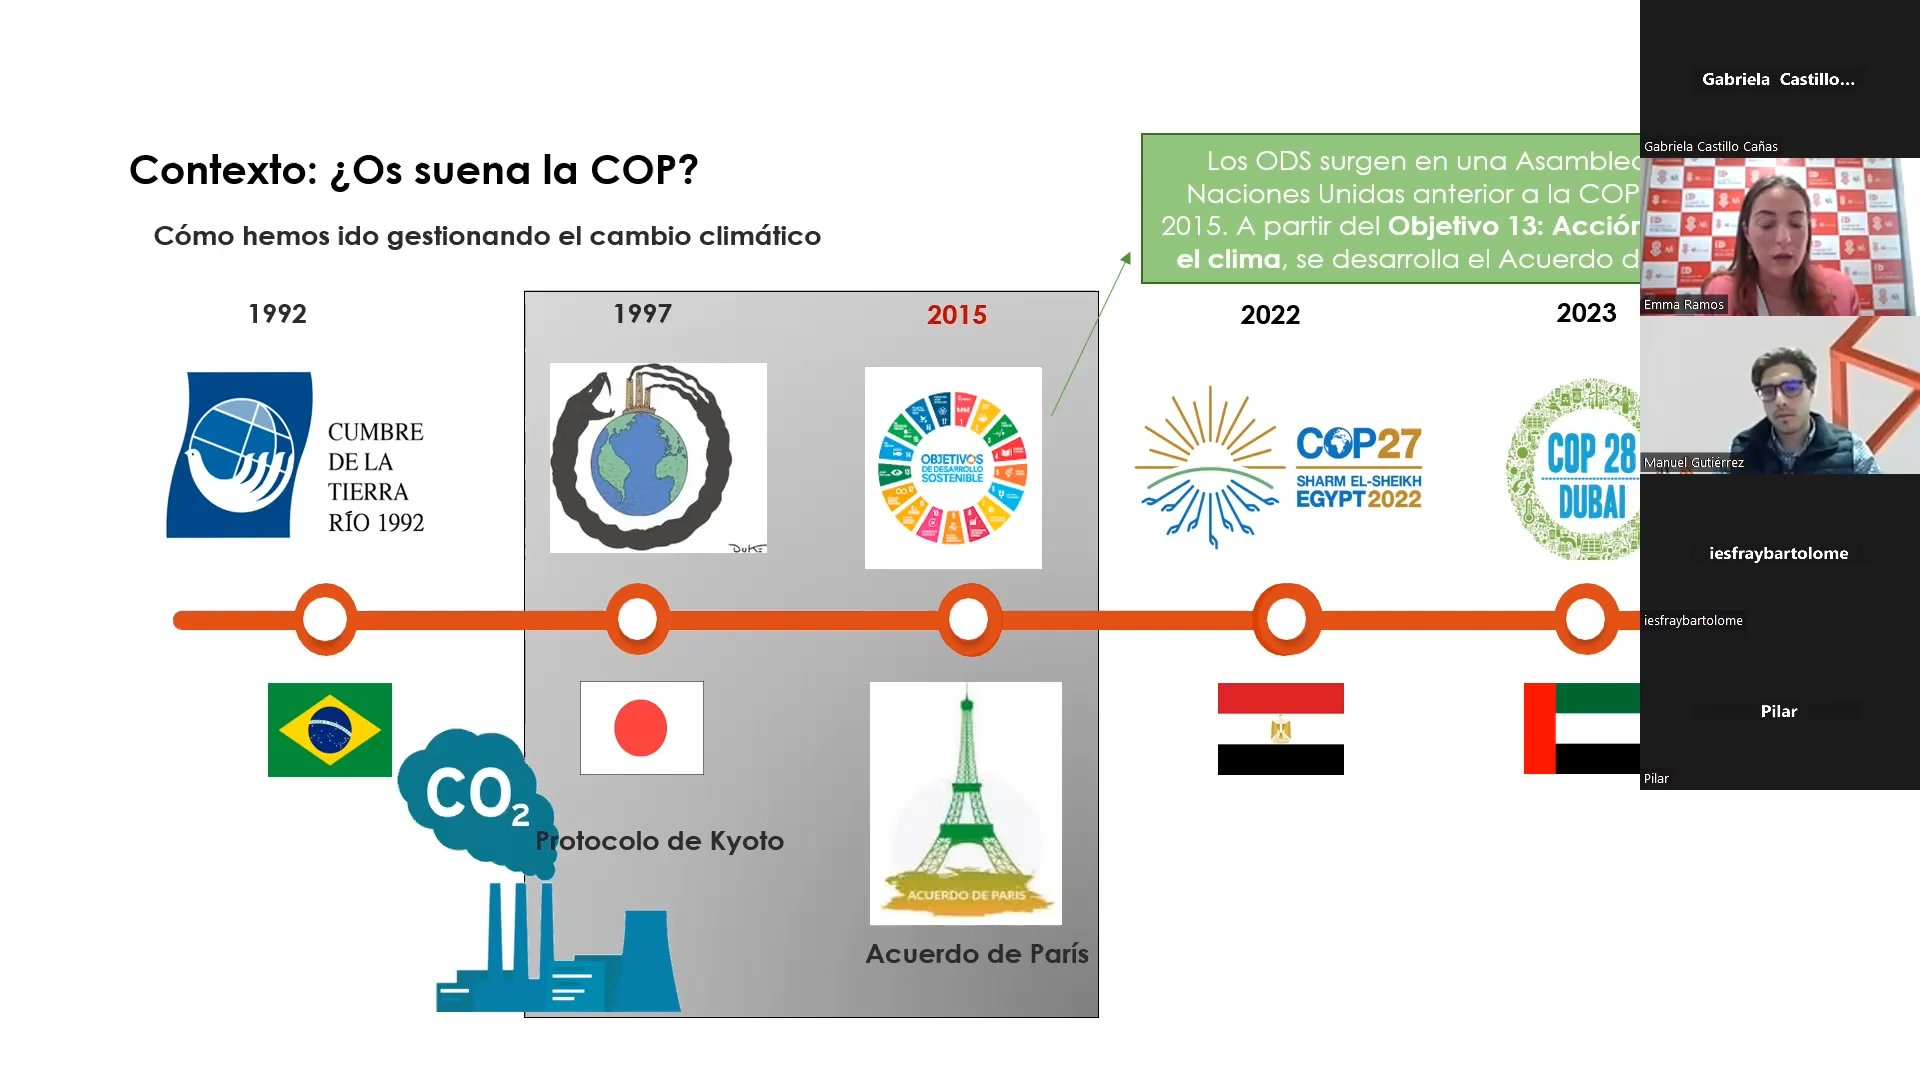 Contexto: ¿Os suena la COP?
Cómo hemos ido gestionando el cambio climático
Los ODS surgen en una Asamblea
Naciones Unidas anterior a la COP
2015. A partir del Objetivo 13: Acción
el clima, se desarrolla el Acuerdo d
1992
1997
2015
2022
2023
CUMBRE
DE LA
TIERRA
RÍO 1992
DUKE
OBJETIVOS
DE DESARROLLO
SOSTENIBLE
COP27
SHARM EL-SHEIKH
EGYPT2022
COP 28
DUBAI
CO2
Protocolo de Kyoto
ACUERDO DE PARIS
Acuerdo de París
Gabriela Castillo...
Gabriela Castillo Cañas
Emma Ramos
Manuel Gutiérrez
iesfraybartolome
iesfraybartolome
Pilar
Pilar